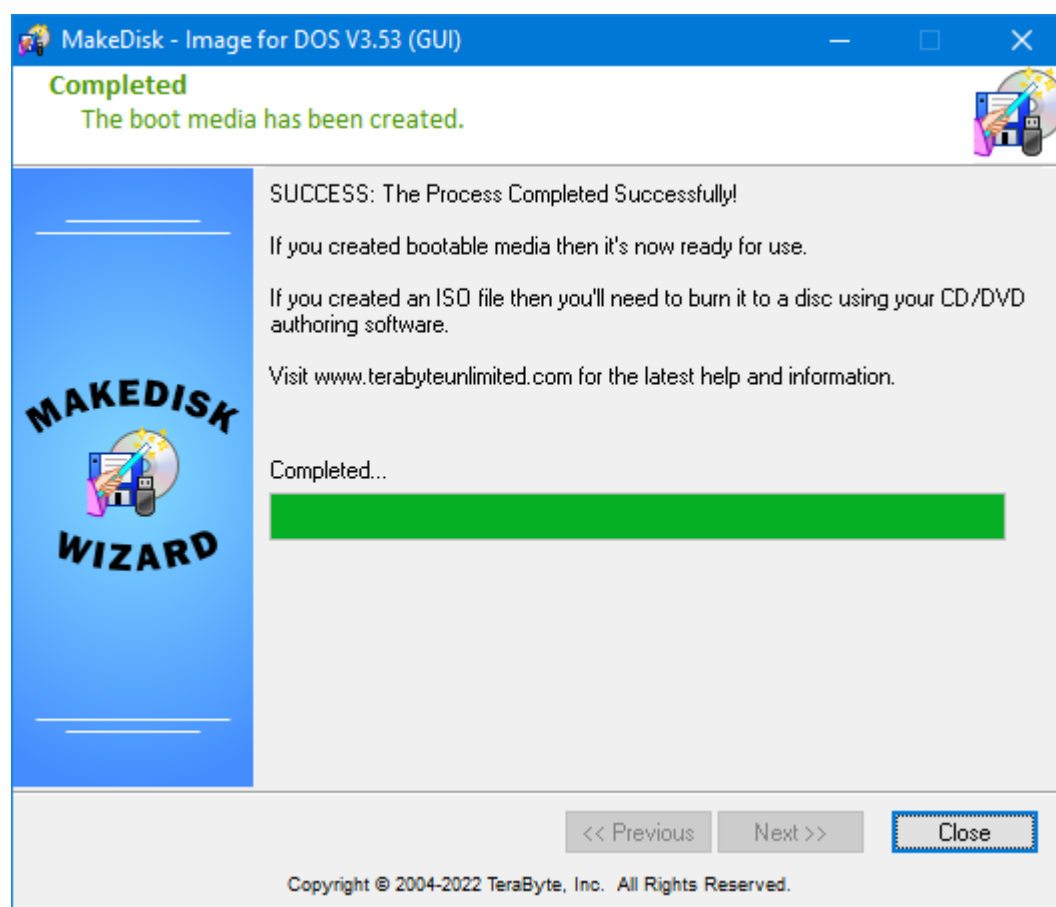 MakeDisk - Image for DOS V3.53 (GUI)
Completed
The boot media has been created.
SUCCESS: The Process Completed Successfully!
If you created bootable media then it's now ready for use.
If you created an ISO file then you'll need to burn it to a disc using your CD/DVD
authoring software.
Visit www.terabyteunlimited.com for the latest help and information.
MAKEDISK
WIZARD
Completed...
<< Previous
Next >>
Close
Copyright © 2004-2022 TeraByte, Inc. All Rights Reserved.